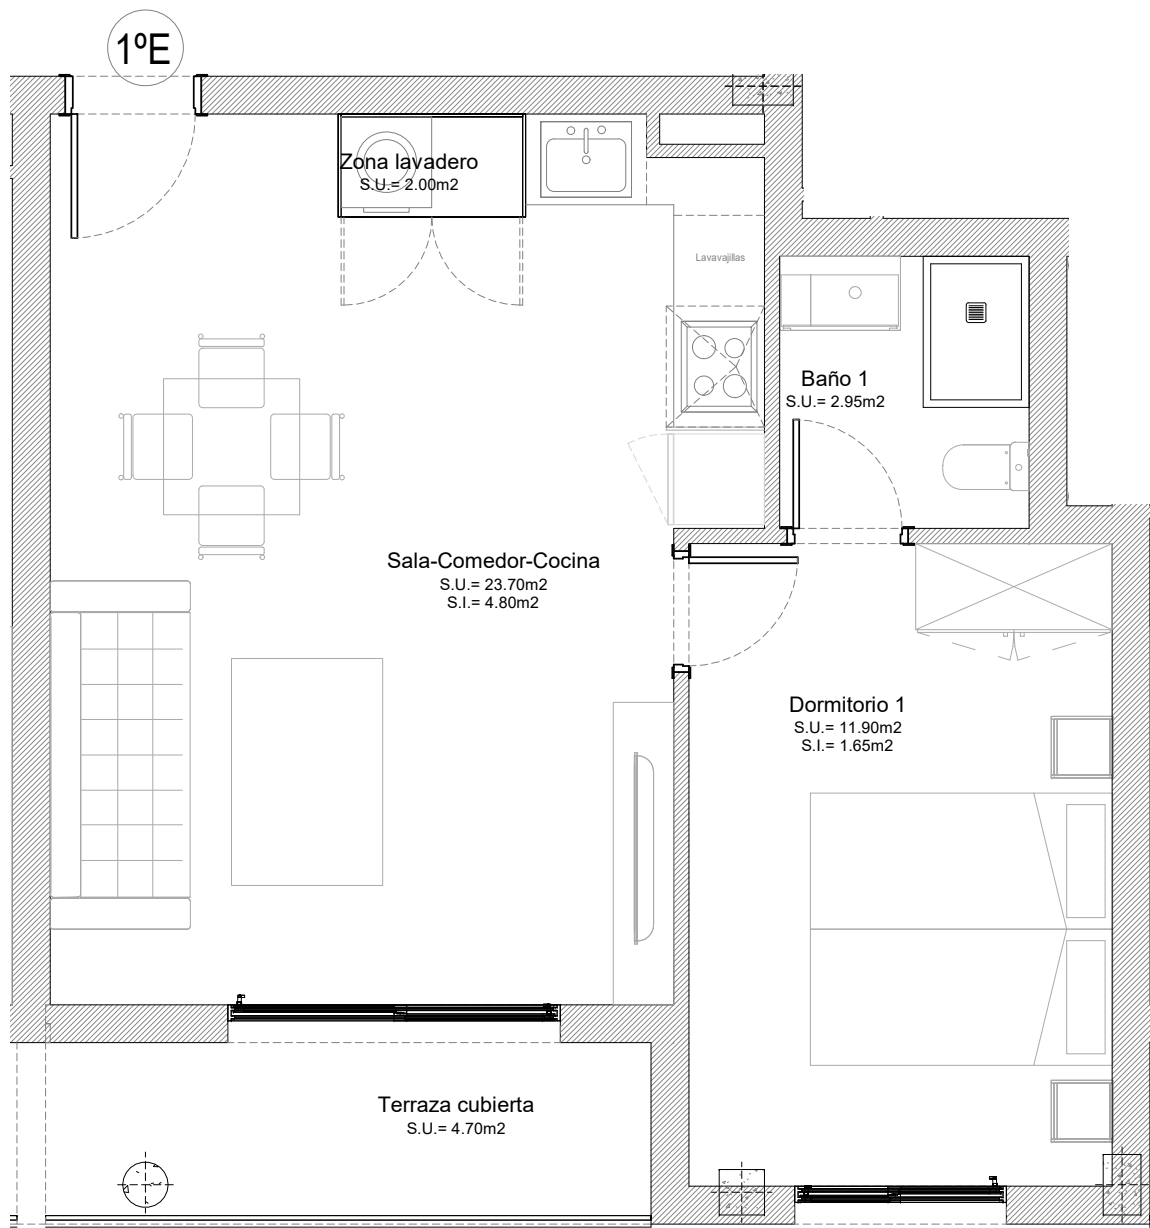 1ºE
Zona lavadero
S.U.= 2.00m2
Lavavajillas
Baño 1
S.U.= 2.95m2
Sala-Comedor-Cocina
S.U.= 23.70m2
S.I.= 4.80m2
Dormitorio 1
S.U.= 11.90m2
S.I.= 1.65m2
Terraza cubierta
S.U.= 4.70m2